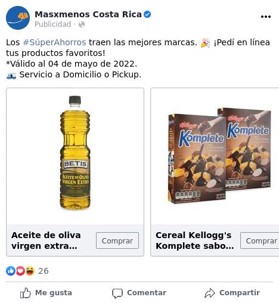 Masxmenos Costa Rica
Publicidad ·
Los #SúperAhorros traen las mejores marcas. 🎉 ¡Pedí en línea
tus productos favoritos!
*Válido al 04 de mayo de 2022.
🌊 Servicio a Domicilio o Pickup.
BETIS
ACEITE DE OLIVA
VIRGEN EXTRA
Kellogg's
Komplete
Kellogg's
Komplete
Aceite de oliva
virgen extra...
Comprar
Cereal Kellogg's
Komplete sabo...
Comprar
26
Me gusta
Comentar
Compartir